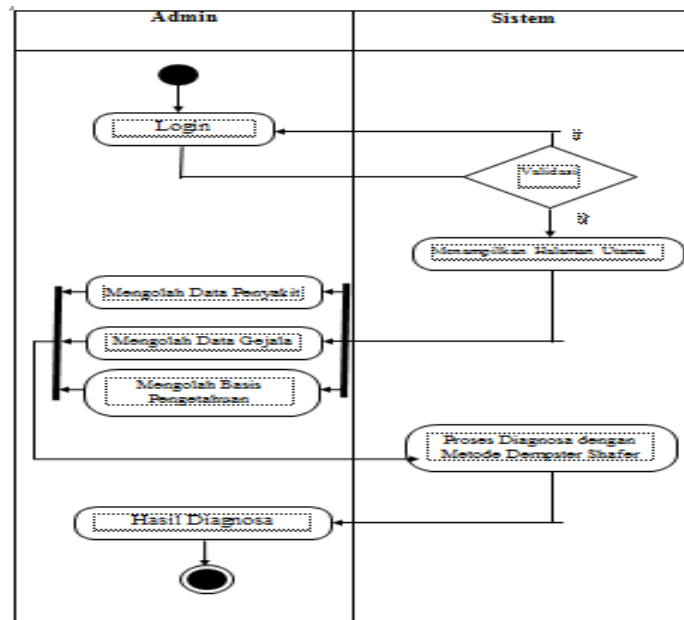 Admin
Sistem
Login
Validasi
Menampilkan Halaman Utama
Mengolah Data Penyakit
Mengolah Data Gejala
Mengolah Basis
Pengetahuan
Proses Diagnosa dengan
Metode Dempster Shafer
Hasil Diagnosa